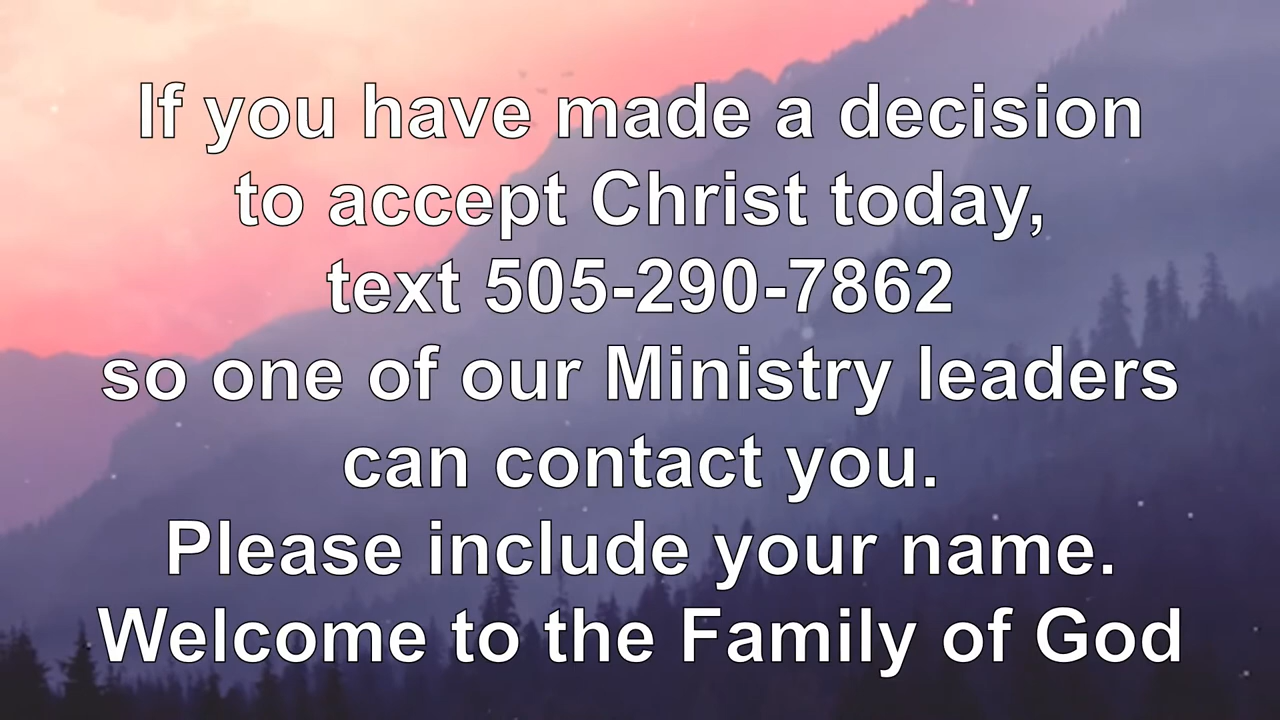 If you have made a decision
to accept Christ today,
text 505-290-7862
so one of our Ministry leaders
can contact you.
Please include your name.
Welcome to the Family of God